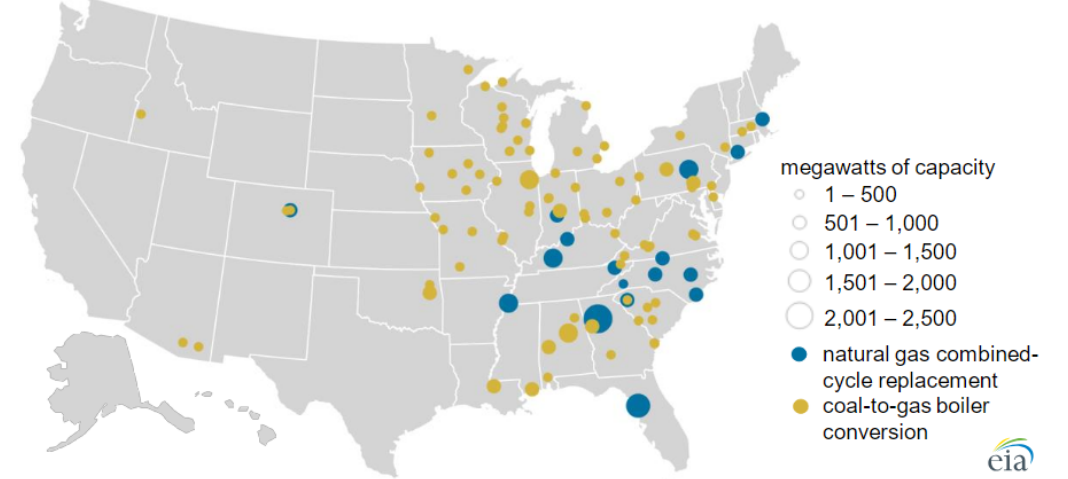 megawatts of capacity
1 – 500
501 – 1,000
1,001 – 1,500
1,501 – 2,000
2,001 – 2,500
natural gas combined-
cycle replacement
coal-to-gas boiler
conversion
eia